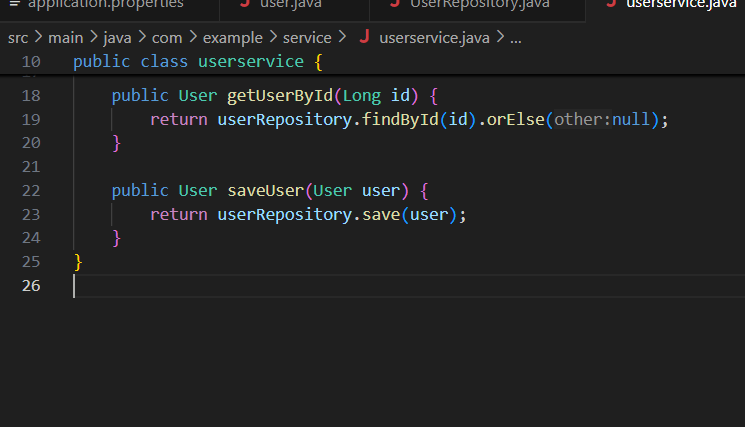 application.properties user.java UserRepository.java userservice.java
src > main > java > com > example > service > userservice.java > ...
10 public class userservice {
18 public User getUserById(Long id) {
19 return userRepository.findById(id).orElse(other:null);
20 }
21
22 public User saveUser(User user) {
23 return userRepository.save(user);
24 }
25 }
26